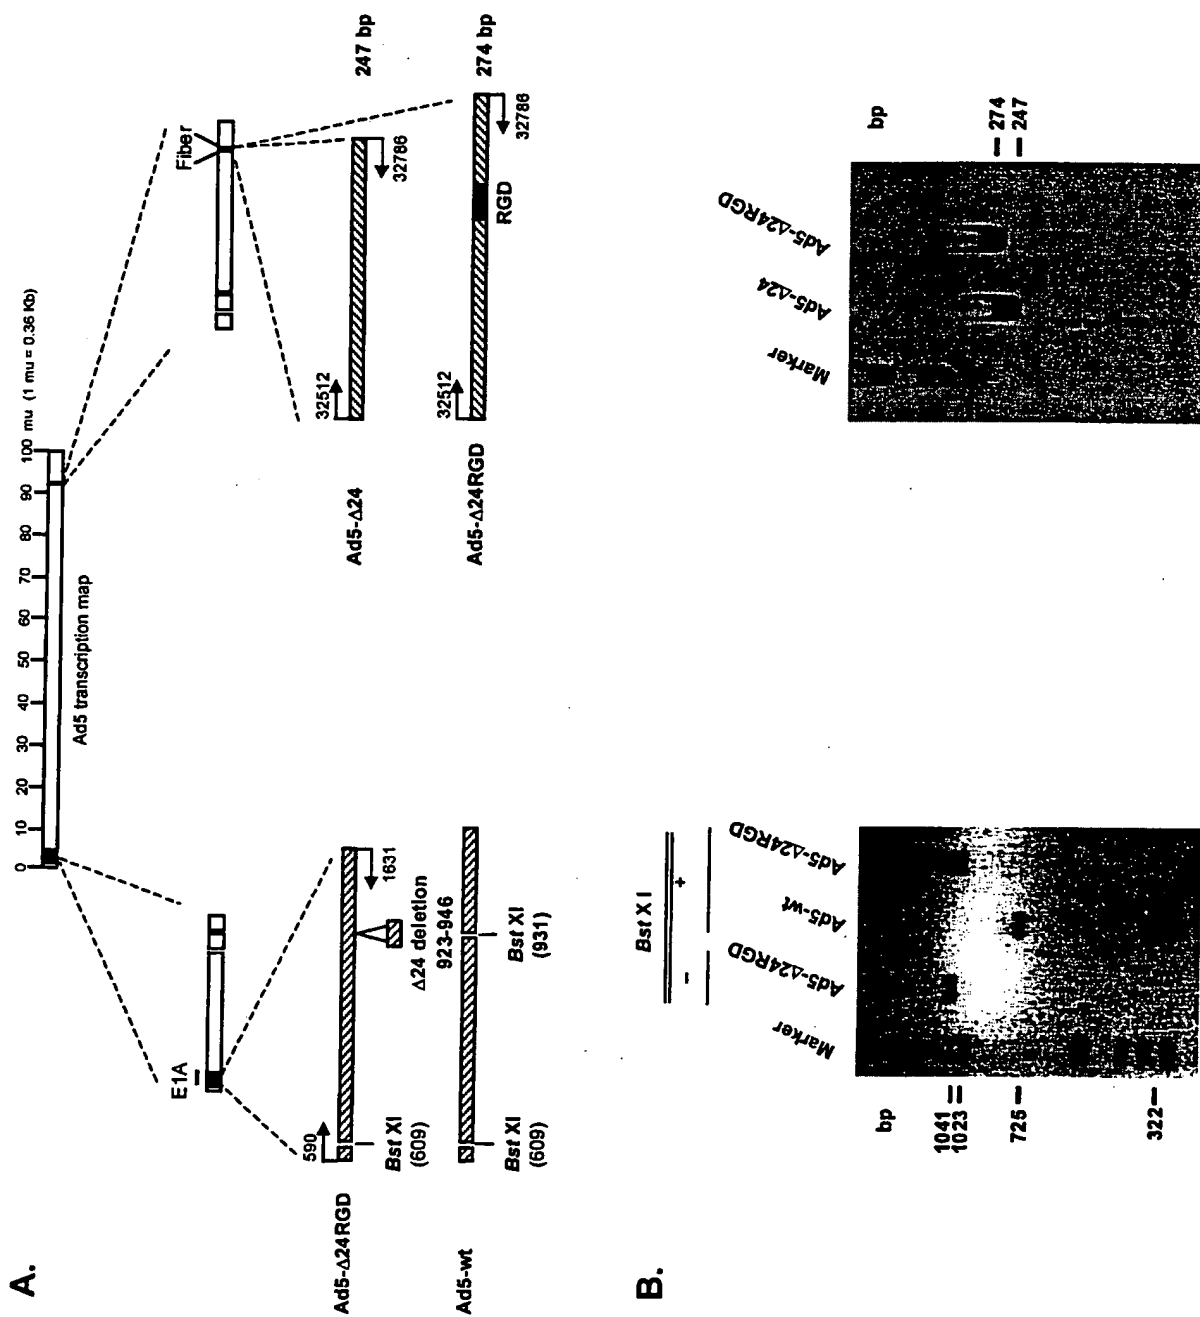 A.
0 10 20 30 40 50 60 70 80 90 100 mu (1 mu = 0.36 Kb)
Ad5 transcription map
E1A
Fiber
590
1631
Ad5-Δ24RGD
Bst XI
(609)
Δ24 deletion
923-946
Ad5-wt
Bst XI
(609)
Bst XI
(931)
32512
247 bp
Ad5-Δ24
32786
32512
274 bp
Ad5-Δ24RGD
RGD
32786
B.
Bst X I
- +
bp
Marker
Ad5-Δ24RGD
Ad5-wt
Ad5-Δ24RGD
1041
1023
725
322
Marker
Ad5-Δ24
Ad5-Δ24RGD
bp
274
247